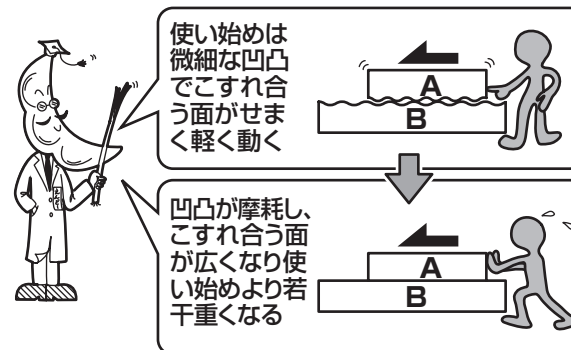 使い始めは
微細な凹凸
でこすれ合
う面がせま
く軽く動く
A
B
凹凸が摩耗し、
こすれ合う面
が広くなり使
い始めより若
干重くなる
A
B